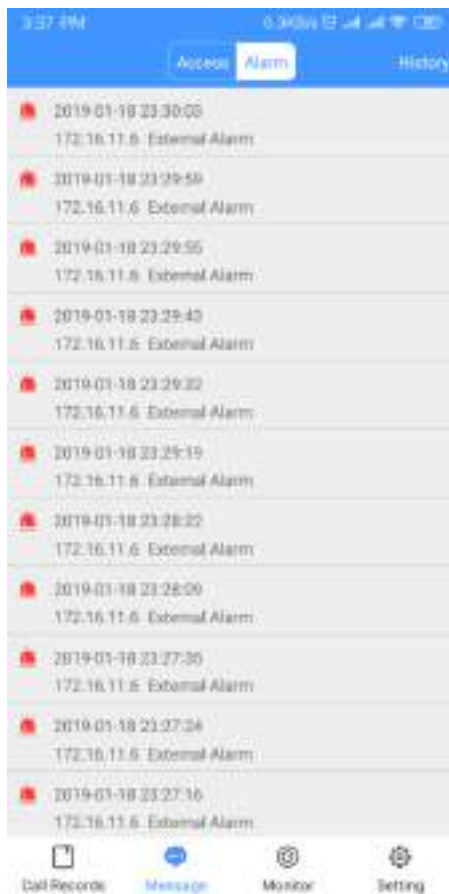 3:37 PM 0.3KB/s
Access Alarm History
2019-01-18 23:30:03
172.16.11.6 External Alarm
2019-01-18 23:29:59
172.16.11.6 External Alarm
2019-01-18 23:29:55
172.16.11.6 External Alarm
2019-01-18 23:29:43
172.16.11.6 External Alarm
2019-01-18 23:29:32
172.16.11.6 External Alarm
2019-01-18 23:29:19
172.16.11.6 External Alarm
2019-01-18 23:28:22
172.16.11.6 External Alarm
2019-01-18 23:28:09
172.16.11.6 External Alarm
2019-01-18 23:27:35
172.16.11.6 External Alarm
2019-01-18 23:27:24
172.16.11.6 External Alarm
2019-01-18 23:27:16
172.16.11.6 External Alarm
Call Records Message Monitor Setting